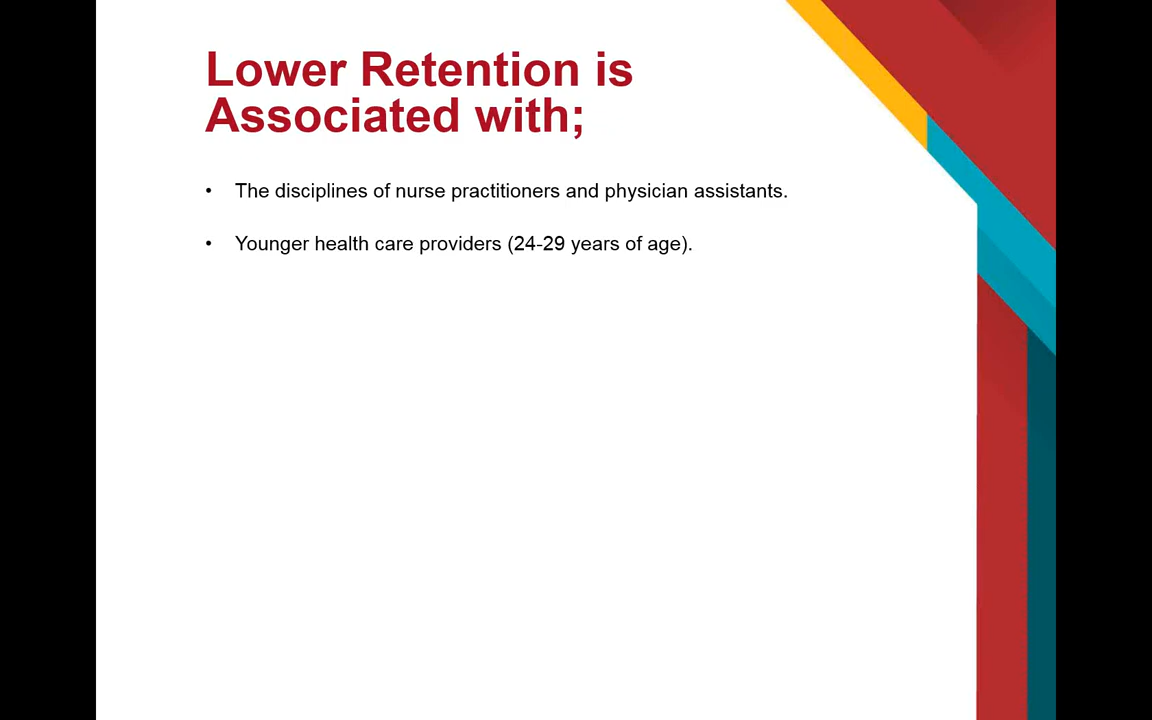 Lower Retention is
Associated with;
• The disciplines of nurse practitioners and physician assistants.
• Younger health care providers (24-29 years of age).